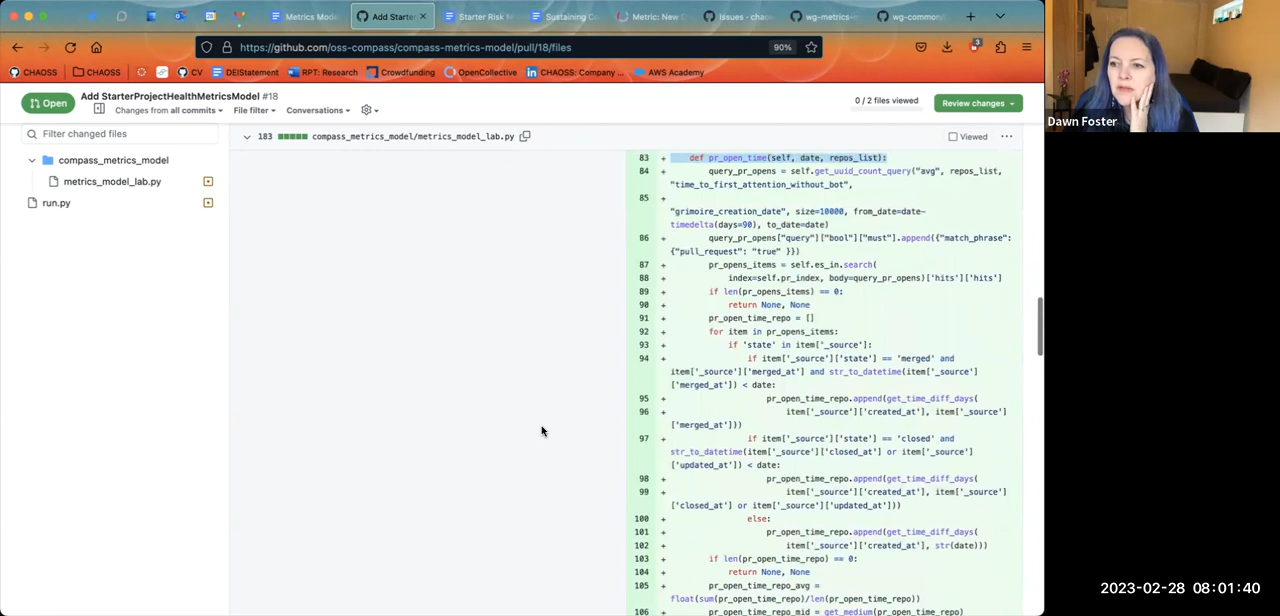 Metrics Mode
Add Starter
Starter Risk M
Sustaining Co
Metric: New C
Issues · chao
wg-metrics-m
wg-common/
https://github.com/oss-compass/compass-metrics-model/pull/18/files
90%
3
CHAOSS
CHAOSS
CV
DEIStatement
RPT: Research
Crowdfunding
OpenCollective
CHAOSS: Company ...
AWS Academy
Open
Add StarterProjectHealthMetricsModel #18
Changes from all commits
File filter
Conversations
0 / 2 files viewed
Review changes
Filter changed files
183
compass_metrics_model/metrics_model_lab.py
Viewed
compass_metrics_model
metrics_model_lab.py
run.py
83 + def pr_open_time(self, date, repos_list):
84 + query_pr_opens = self.get_uuid_count_query("avg", repos_list,
"time_to_first_attention_without_bot",
85 +
"grimoire_creation_date", size=10000, from_date=date-
timedelta(days=90), to_date=date)
86 + query_pr_opens["query"]["bool"]["must"].append({"match_phrase":
{"pull_request": "true" }})
87 + pr_opens_items = self.es_in.search(
88 + index=self.pr_index, body=query_pr_opens)['hits']['hits']
89 + if len(pr_opens_items) == 0:
90 + return None, None
91 + pr_open_time_repo = []
92 + for item in pr_opens_items:
93 + if 'state' in item['_source']:
94 + if item['_source']['state'] == 'merged' and
item['_source']['merged_at'] and str_to_datetime(item['_source']
['merged_at']) < date:
95 + pr_open_time_repo.append(get_time_diff_days(
96 + item['_source']['created_at'], item['_source']
['merged_at']))
97 + if item['_source']['state'] == 'closed' and
str_to_datetime(item['_source']['closed_at'] or item['_source']
['updated_at']) < date:
98 + pr_open_time_repo.append(get_time_diff_days(
99 + item['_source']['created_at'], item['_source']
['closed_at'] or item['_source']['updated_at']))
100 + else:
101 + pr_open_time_repo.append(get_time_diff_days(
102 + item['_source']['created_at'], str(date)))
103 + if len(pr_open_time_repo) == 0:
104 + return None, None
105 + pr_open_time_repo_avg =
float(sum(pr_open_time_repo)/len(pr_open_time_repo))
106 + pr_open_time_repo_mid = get_medium(pr_open_time_repo)
Dawn Foster
2023-02-28 08:01:40